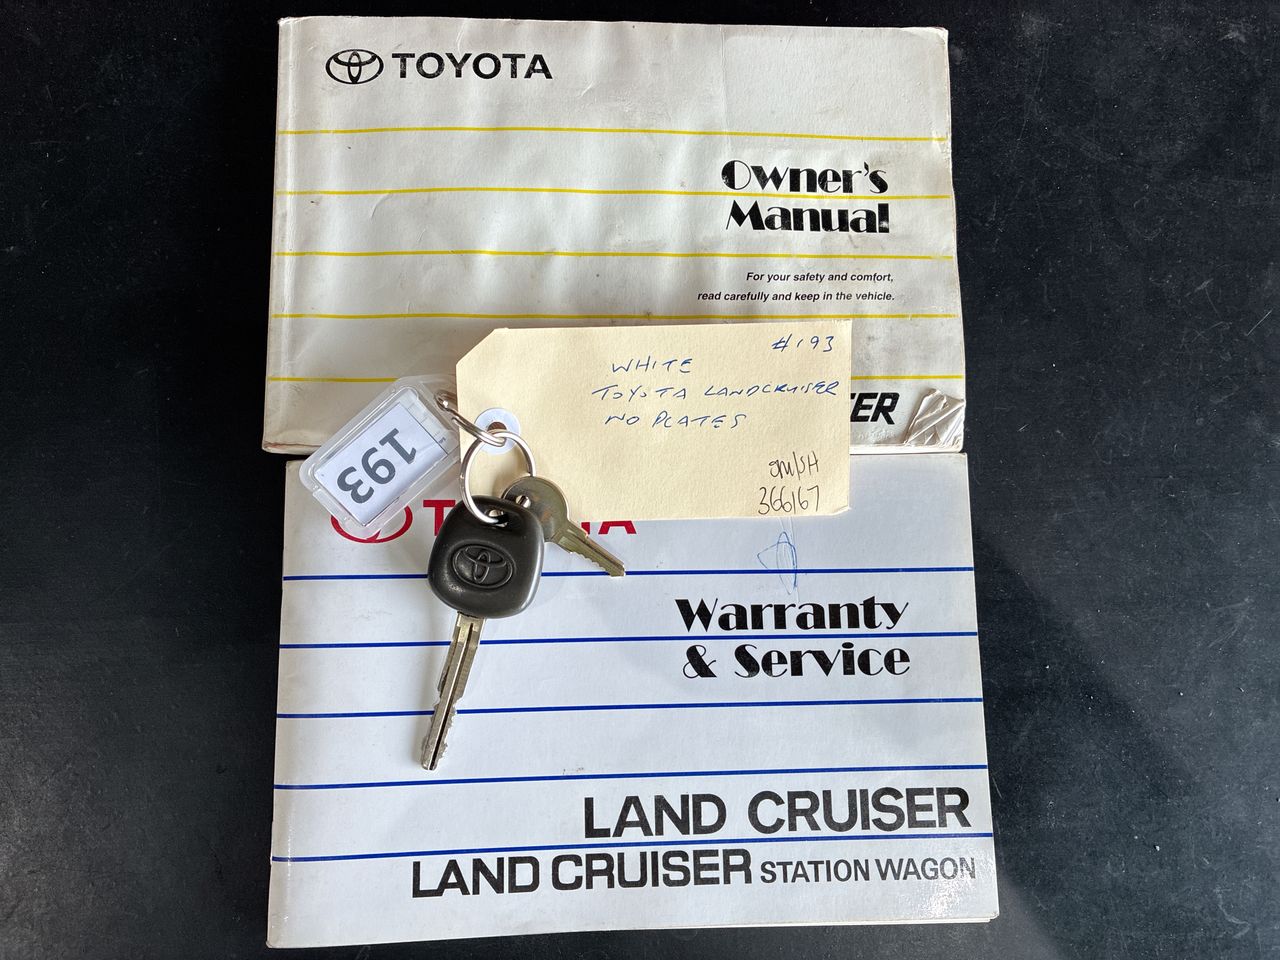 TOYOTA
Owner's
Manual
For your safety and comfort,
read carefully and keep in the vehicle.
#193
WHITE
TOYOTA LANDCRUISER
NO PLATES
366167
193
Warranty
& Service
LAND CRUISER
LAND CRUISER STATION WAGON